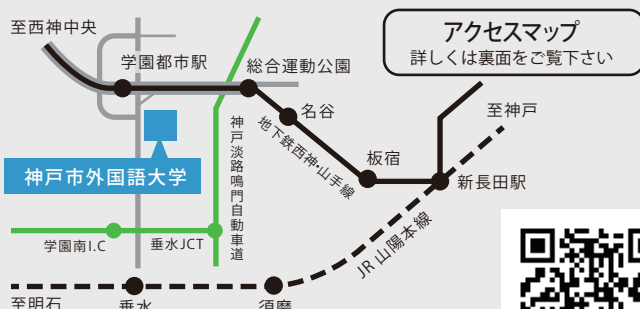 至西神中央
アクセスマップ
詳しくは裏面をご覧下さい
学園都市駅
総合運動公園
名谷
至神戸
地下鉄西神・山手線
神戸淡路鳴門自動車道
板宿
新長田駅
神戸市外国語大学
学園南I.C
垂水JCT
JR山陽本線
至明石
垂水
須磨